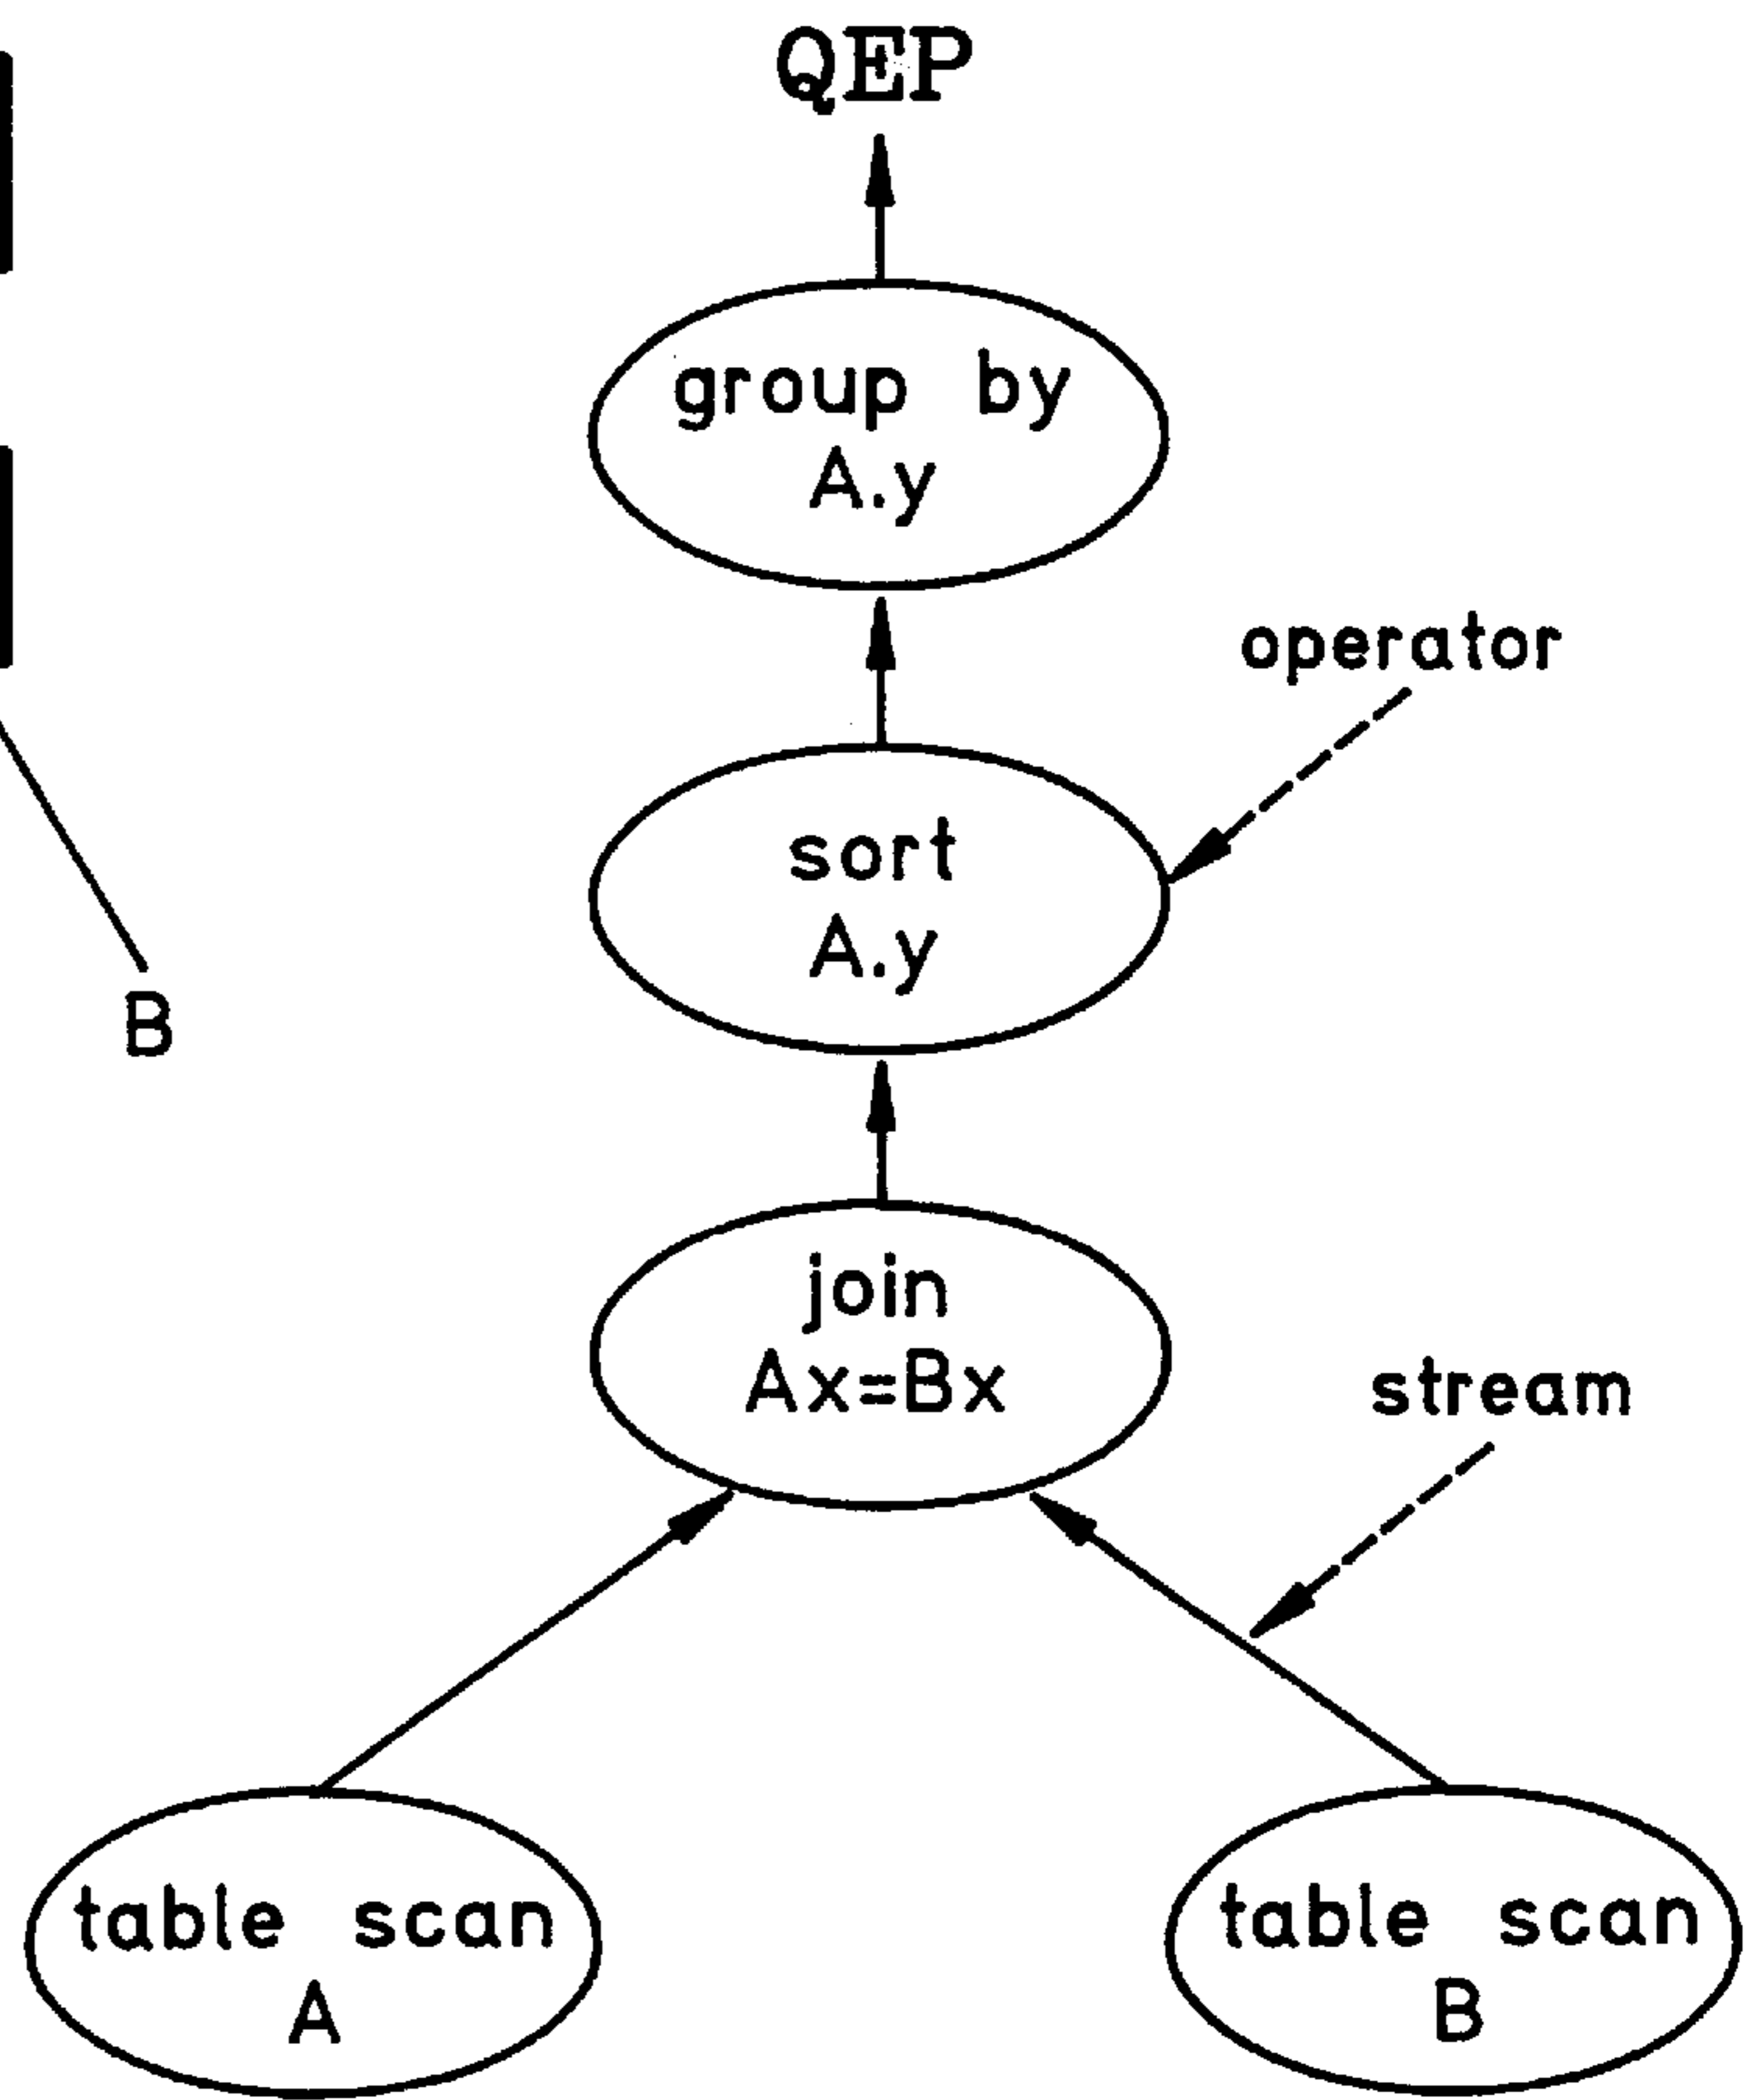 QEP
group by
A.y
operator
sort
A.y
B
join
Ax=Bx
stream
table scan
A
table scan
B